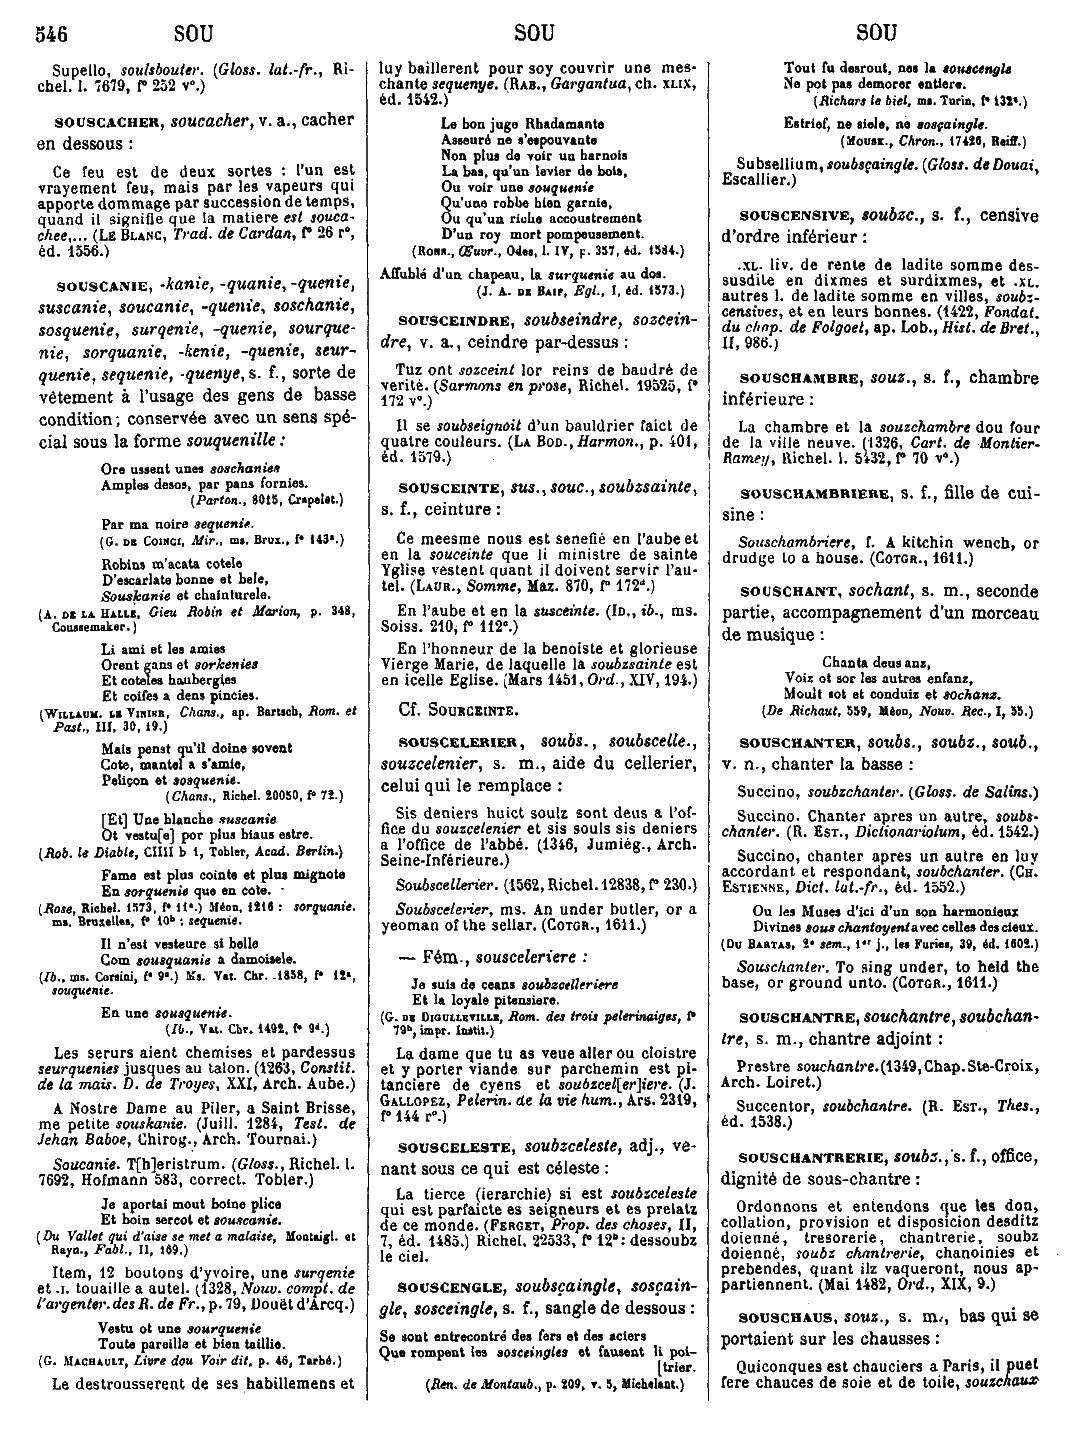 546 SOU SOU SOU
Supello, soulsbouter. (Gloss. lat.-fr., Ri-
chel. l. 7679, f° 252 v°.)
SOUSCACHER, soucacher, v. a., cacher
en dessous :
Ce feu est de deux sortes : l'un est
vrayement feu, mais par les vapeurs qui
apporte dommage par succession de temps,
quand il signifie que la matiere est souca-
chee,... (LE BLANC, Trad. de Cardan, f° 26 r°,
éd. 1556.)
SOUSCANIE, -kanie, -quanie, -quenie,
suscanie, soucanie, -quenie, soschanie,
sosquenie, surqenie, -quenie, sourque-
nie, sorquanie, -kenie, -quenie, seur-
quenie, sequenie, -quenye, s. f., sorte de
vêtement à l'usage des gens de basse
condition; conservée avec un sens spé-
cial sous la forme souquenille :
Ore ussent unes soschanies
Amples desos, par pans fornies.
(Parton., 8015, Crapelet.)
Par ma noire sequenie.
(G. DE COINCI, Mir., ms. Brux., f° 143ª.)
Robins m'acata cotele
D'escarlate bonne et bele,
Souskanie et chainturele.
(A. DE LA HALLE, Gieu Robin et Marion, p. 348,
Coussemaker.)
Li ami et les amies
Orent gans et sorkenies
Et coteles haubergies
Et coifes a dens pincies.
(WILLAUM. LE VINIER, Chans., ap. Bartsch, Rom. et
Past., III, 30, 19.)
Mais penst qu'il doine sovent
Cote, mantel a s'amie,
Peliçon et sosquenie.
(Chans., Richel. 20050, f° 72.)
[Et] Une blanche suscanie
Ot vestu[e] por plus biaus estre.
(Rob. le Diable, CIIII b 1, Tobler, Acad. Berlin.)
Fame est plus cointe et plus mignote
En sorquenie que en cote.
(Rose, Richel. 1573, f° 11ª.) Méon, 1216 : sorquanie.
ms. Bruxelles, f° 10ᵇ : sequenie.
Il n'est vesteure si belle
Com sousquanie a damoisele.
(Ib., ms. Corsini, f° 9ª.) Ms. Vat. Chr. 1858, f° 12ª,
souquenie.
En une sousquenie.
(Ib., Vat. Chr. 1492, f° 9ᵈ.)
Les serurs aient chemises et pardessus
seurquenies jusques au talon. (1263, Constit.
de la mais. D. de Troyes, XXI, Arch. Aube.)
A Nostre Dame au Piler, a Saint Brisse,
me petite souskanie. (Juill. 1284, Test. de
Jehan Baboe, Chirog., Arch. Tournai.)
Soucanie. T[h]eristrum. (Gloss., Richel. l.
7692, Hofmann 583, correct. Tobler.)
Je aportai mout boine plice
Et boin sercot et souscanie.
(Du Vallet qui d'aise se met a malaise, Montaigl. et
Rayn., Fabl., II, 169.)
Item, 12 boutons d'yvoire, une surqenie
et .I. touaille a autel. (1328, Nouv. compt. de
l'argenter. des R. de Fr., p. 79, Douët d'Arcq.)
Vestu ot une sourquenie
Toute pareille et bien taillie.
(G. MACHAULT, Livre dou Voir dit, p. 46, Tarbé.)
Le destrousserent de ses habillemens et
luy baillerent pour soy couvrir une mes-
chante sequenye. (RAB., Gargantua, ch. XLIX,
éd. 1542.)
Le bon juge Rhadamante
Asseuré ne s'espouvante
Non plus de voir un harnois
La bas, qu'un levier de bois,
Ou voir une souquenie
Qu'une robbe bien garnie,
Ou qu'un riche accoustrement
D'un roy mort pompeusement.
(RONS., Œuvr., Odes, l. IV, p. 357, éd. 1584.)
Affublé d'un chapeau, la surquenie au dos.
(J. A. DE BAIF, Egl., I, éd. 1573.)
SOUSCEINDRE, soubseindre, sozcein-
dre, v. a., ceindre par-dessus :
Tuz ont sozceint lor reins de baudré de
verité. (Sarmons en prose, Richel. 19525, f°
172 v°.)
Il se soubseignoit d'un bauldrier faict de
quatre couleurs. (LA BOD., Harmon., p. 401,
éd. 1579.)
SOUSCEINTE, sus., souc., soubzsainte,
s. f., ceinture :
Ce meesme nous est senefié en l'aube et
en la souceinte que li ministre de sainte
Yglise vestent quant il doivent servir l'au-
tel. (LAUR., Somme, Maz. 870, f° 172ᵈ.)
En l'aube et en la susceinte. (ID., ib., ms.
Soiss. 210, f° 112ᶜ.)
En l'honneur de la benoiste et glorieuse
Vierge Marie, de laquelle la soubzsainte est
en icelle Eglise. (Mars 1451, Ord., XIV, 194.)
Cf. SOURCEINTE.
SOUSCELERIER, soubs., soubscelle.,
souzcelenier, s. m., aide du cellerier,
celui qui le remplace :
Sis deniers huict soulz sont deus a l'of-
fice du souzcelenier et sis souls sis deniers
a l'office de l'abbé. (1346, Jumiég., Arch.
Seine-Inférieure.)
Soubscellerier. (1562, Richel. 12838, f° 230.)
Soubscelerier, ms. An under butler, or a
yeoman of the sellar. (COTGR., 1611.)
— Fém., sousceleriere :
Je suis de ceans soubzcelleriere
Et la loyale pitensiere.
(G. DE DIGULLEVILLE, Rom. des trois pelerinaiges, f°
79ᵇ, impr. Instit.)
La dame que tu as veue aller ou cloistre
et y porter viande sur parchemin est pi-
tanciere de cyens et soubzcel[er]iere. (J.
GALLOPEZ, Pelerin. de la vie hum., Ars. 2319,
f° 144 r°.)
SOUSCELESTE, soubzceleste, adj., ve-
nant sous ce qui est céleste :
La tierce (ierarchie) si est soubzceleste
qui est parfaicte es seigneurs et es prelatz
de ce monde. (FERGET, Prop. des choses, II,
7, éd. 1485.) Richel. 22533, f° 12ᵇ : dessoubz
le ciel.
SOUSCENGLE, soubsçaingle, sosçain-
gle, sosceingle, s. f., sangle de dessous :
Se sont entrecontré des fers et des aciers
Que rompent les sosceingles et fausent li poi-
[trier.
(Ren. de Montaub., p. 209, v. 5, Michelant.)
Tout fu desrout, nes la souscengle
Ne pot pas demorer entiere.
(Richars le biel, ms. Turin, f° 132ᵃ.)
Estrief, ne siele, ne sosçaingle.
(MOUSK., Chron., 17426, Reiff.)
Subsellium, soubsçaingle. (Gloss. de Douai,
Escallier.)
SOUSCENSIVE, soubzc., s. f., censive
d'ordre inférieur :
.XL. liv. de rente de ladite somme des-
susdite en dixmes et surdixmes, et .XL.
autres l. de ladite somme en villes, soubz-
censives, et en leurs bonnes. (1422, Fondat.
du chap. de Folgoet, ap. Lob., Hist. de Bret.,
II, 986.)
SOUSCHAMBRE, souz., s. f., chambre
inférieure :
La chambre et la souzchambre dou four
de la ville neuve. (1326, Cart. de Montier-
Ramey, Richel. l. 5432, f° 70 v°.)
SOUSCHAMBRIERE, s. f., fille de cui-
sine :
Souschambriere, f. A kitchin wench, or
drudge to a house. (COTGR., 1611.)
SOUSCHANT, sochant, s. m., seconde
partie, accompagnement d'un morceau
de musique :
Chanta deus anz,
Voiz ot sor les autres enfanz,
Moult sot et conduiz et sochanz.
(De Richaut, 559, Méon, Nouv. Rec., I, 55.)
SOUSCHANTER, soubs., soubz., soub.,
v. n., chanter la basse :
Succino, soubzchanter. (Gloss. de Salins.)
Succino. Chanter apres un autre, soubs-
chanter. (R. EST., Dictionariolum, éd. 1542.)
Succino, chanter apres un autre en luy
accordant et respondant, soubchanter. (CH.
ESTIENNE, Dict. lat.-fr., éd. 1552.)
Ou les Muses d'ici d'un son harmonieux
Divines sous chantoyent avec celles des cieux.
(DU BARTAS, 2ᵉ sem., 1ᵉʳ j., les Furies, 39, éd. 1602.)
Souschanter. To sing under, to held the
base, or ground unto. (COTGR., 1611.)
SOUSCHANTRE, souchantre, soubchan-
tre, s. m., chantre adjoint :
Prestre souchantre. (1349, Chap. Ste-Croix,
Arch. Loiret.)
Succentor, soubchantre. (R. EST., Thes.,
éd. 1538.)
SOUSCHANTRERIE, soubz., s. f., office,
dignité de sous-chantre :
Ordonnons et entendons que les don,
collation, provision et disposicion desditz
doienné, tresorerie, chantrerie, soubz
doienné, soubz chantrerie, chanoinies et
prebendes, quant ilz vaqueront, nous ap-
partiennent. (Mai 1482, Ord., XIX, 9.)
SOUSCHAUS, souz., s. m., bas qui se
portaient sur les chausses :
Quiconques est chauciers a Paris, il puet
fere chauces de soie et de toile, souzchaux